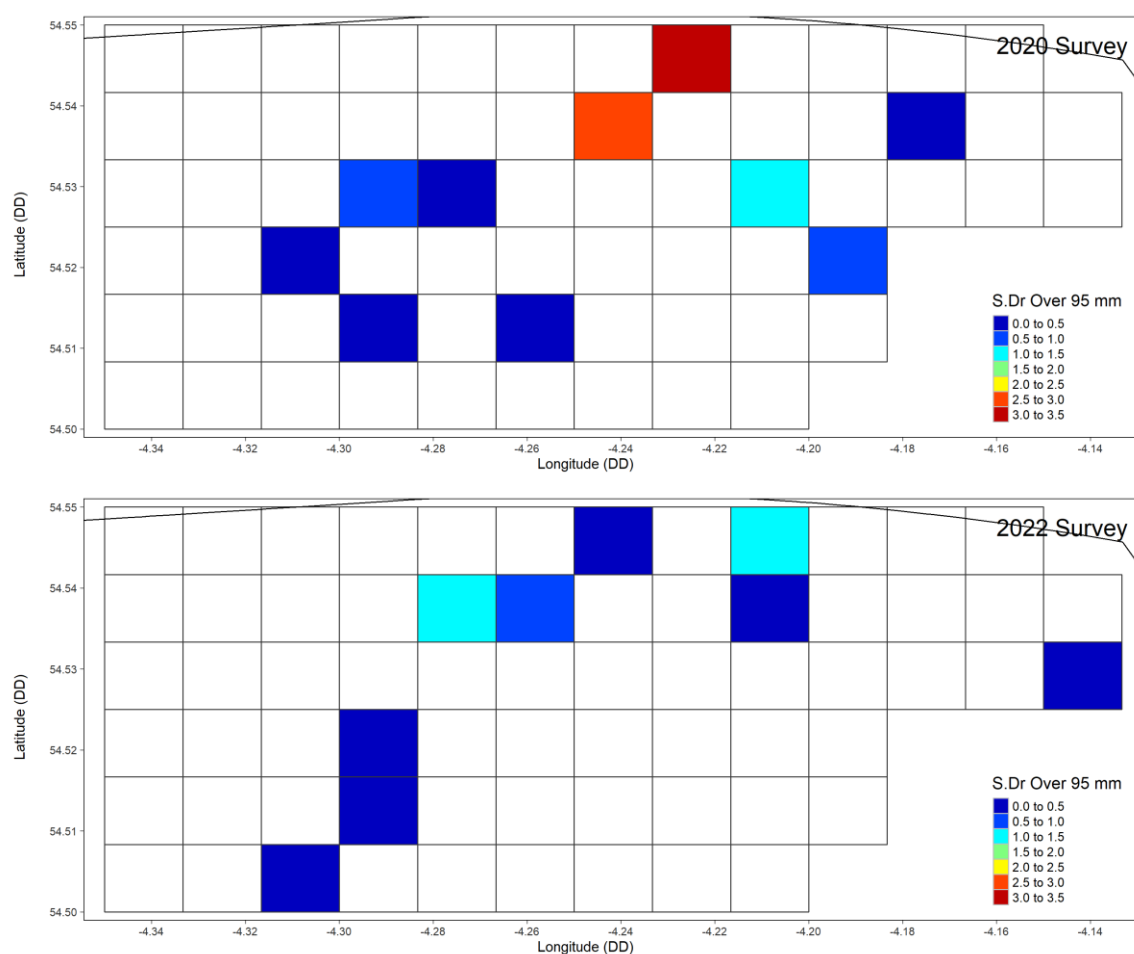 2020 Survey
54.55
54.54
54.53
54.52
54.51
54.50
Latitude (DD)
S.Dr Over 95 mm
0.0 to 0.5
0.5 to 1.0
1.0 to 1.5
1.5 to 2.0
2.0 to 2.5
2.5 to 3.0
3.0 to 3.5
-4.34 -4.32 -4.30 -4.28 -4.26 -4.24 -4.22 -4.20 -4.18 -4.16 -4.14
Longitude (DD)
2022 Survey
54.55
54.54
54.53
54.52
54.51
54.50
Latitude (DD)
S.Dr Over 95 mm
0.0 to 0.5
0.5 to 1.0
1.0 to 1.5
1.5 to 2.0
2.0 to 2.5
2.5 to 3.0
3.0 to 3.5
-4.34 -4.32 -4.30 -4.28 -4.26 -4.24 -4.22 -4.20 -4.18 -4.16 -4.14
Longitude (DD)